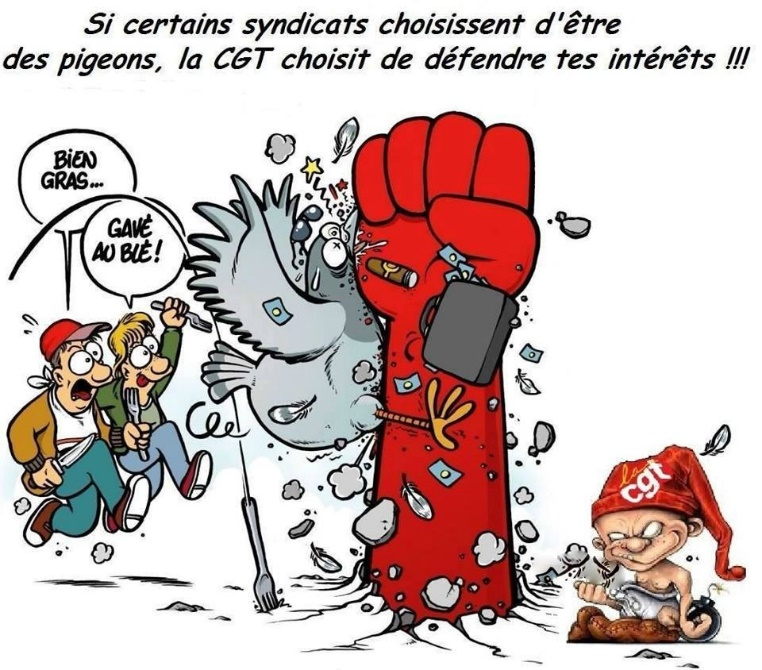 Si certains syndicats choisissent d'être
des pigeons, la CGT choisit de défendre tes intérêts !!!
BiEN
GRAS...
GAVÉ
AU BLÉ!
la
cgt